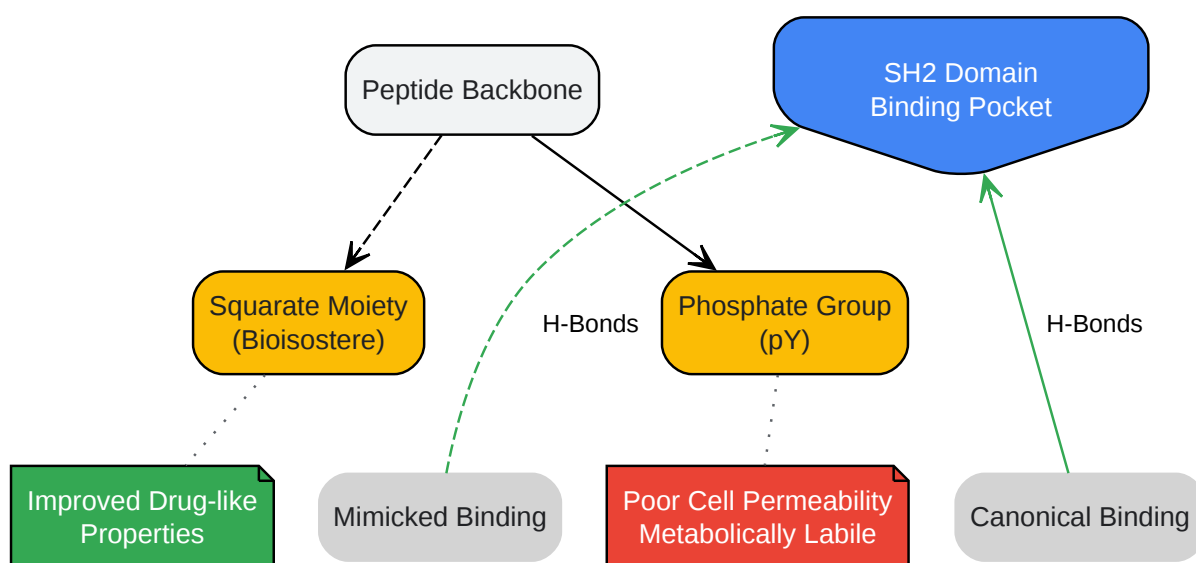 SH2 Domain
Binding Pocket
Peptide Backbone
Squarate Moiety
(Bioisostere)
H-Bonds
Phosphate Group
(pY)
H-Bonds
Improved Drug-like
Properties
Mimicked Binding
Poor Cell Permeability
Metabolically Labile
Canonical Binding